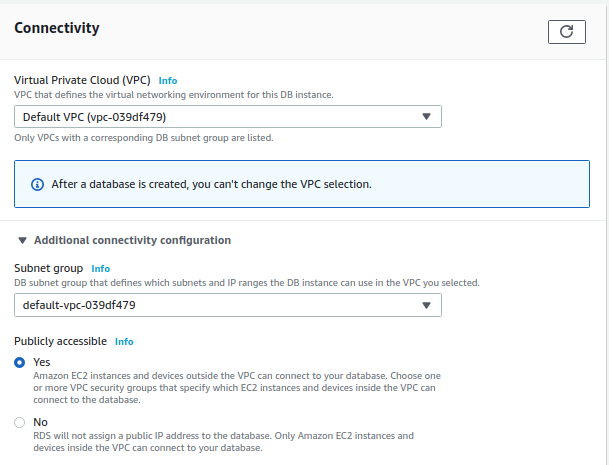 Connectivity
Virtual Private Cloud (VPC) Info
VPC that defines the virtual networking environment for this DB instance.
Default VPC (vpc-039df479)
Only VPCs with a corresponding DB subnet group are listed.
After a database is created, you can't change the VPC selection.
Additional connectivity configuration
Subnet group Info
DB subnet group that defines which subnets and IP ranges the DB instance can use in the VPC you selected.
default-vpc-039df479
Publicly accessible Info
Yes
Amazon EC2 instances and devices outside the VPC can connect to your database. Choose one
or more VPC security groups that specify which EC2 instances and devices inside the VPC can
connect to the database.
No
RDS will not assign a public IP address to the database. Only Amazon EC2 instances and
devices inside the VPC can connect to your database.